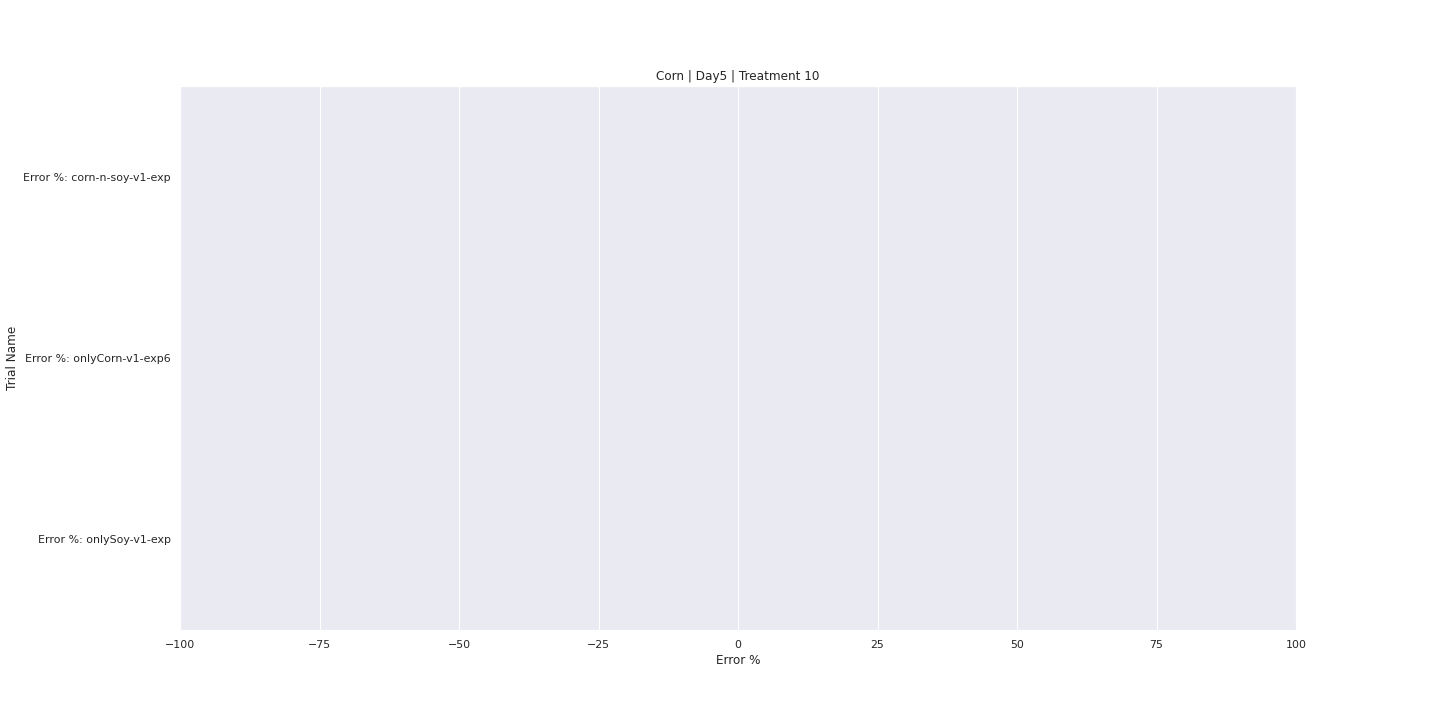 Corn | Day5 | Treatment 10
Trial Name
Error %: corn-n-soy-v1-exp
Error %: onlyCorn-v1-exp6
Error %: onlySoy-v1-exp
−100 −75 −50 −25 0 25 50 75 100
Error %